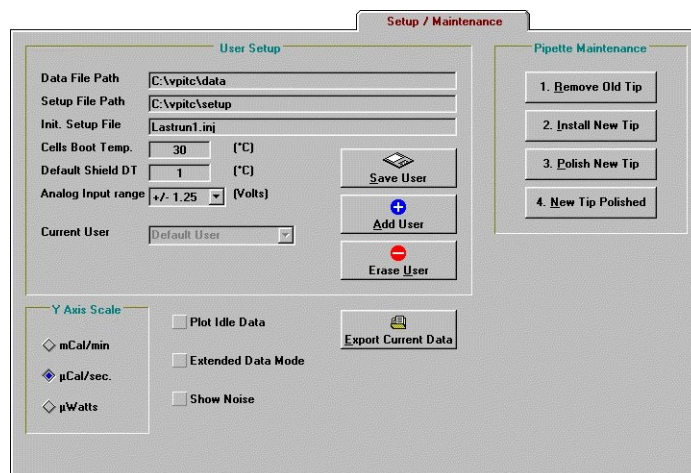 Setup / Maintenance
User Setup
Data File Path C:\vpitc\data
Setup File Path C:\vpitc\setup
Init. Setup File Lastrun1.inj
Cells Boot Temp. 30 (°C)
Default Shield DT 1 (°C)
Analog Input range +/- 1.25 (Volts)
Current User Default User
Save User
Add User
Erase User
Pipette Maintenance
1. Remove Old Tip
2. Install New Tip
3. Polish New Tip
4. New Tip Polished
Y Axis Scale
mCal/min
µCal/sec.
µWatts
Plot Idle Data
Extended Data Mode
Show Noise
Export Current Data